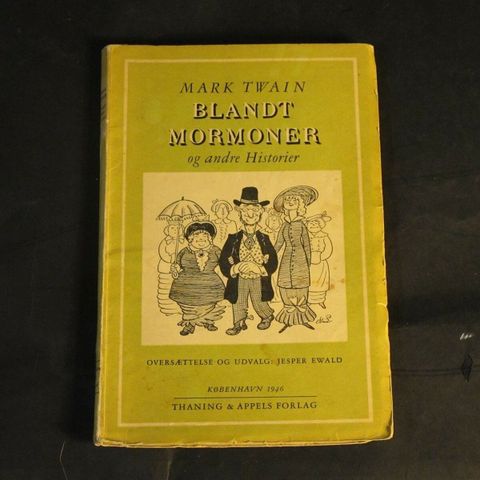 MARK TWAIN
BLANDT
MORMONER
og andre Historier
OVERSÆTTELSE OG UDVALG: JESPER EWALD
KØBENHAVN 1946
THANING & APPELS FORLAG